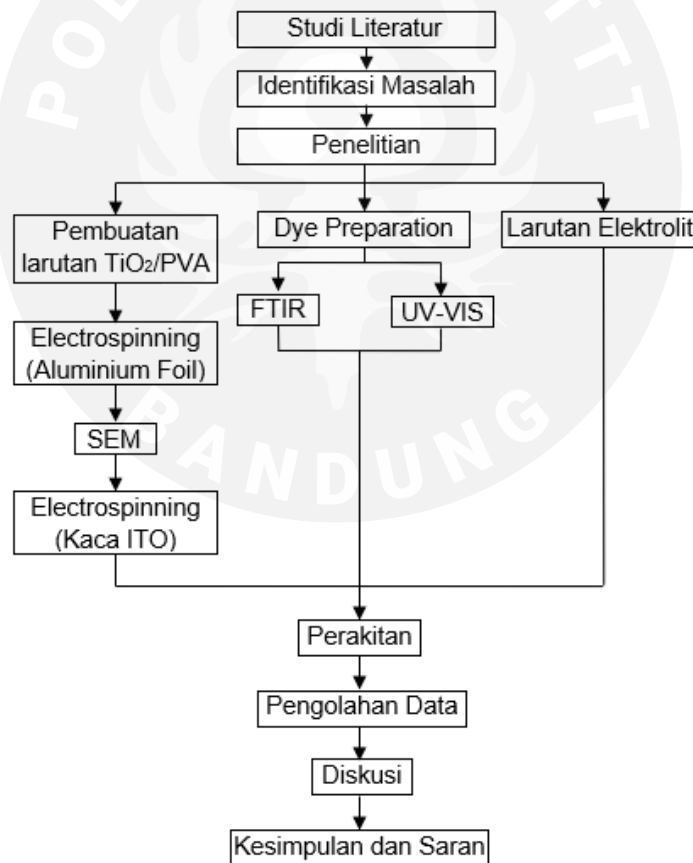 Studi Literatur
Identifikasi Masalah
Penelitian
Pembuatan
larutan TiO₂/PVA
Dye Preparation
Larutan Elektrolit
FTIR
UV-VIS
Electrospinning
(Aluminium Foil)
SEM
Electrospinning
(Kaca ITO)
Perakitan
Pengolahan Data
Diskusi
Kesimpulan dan Saran
BANDUNG